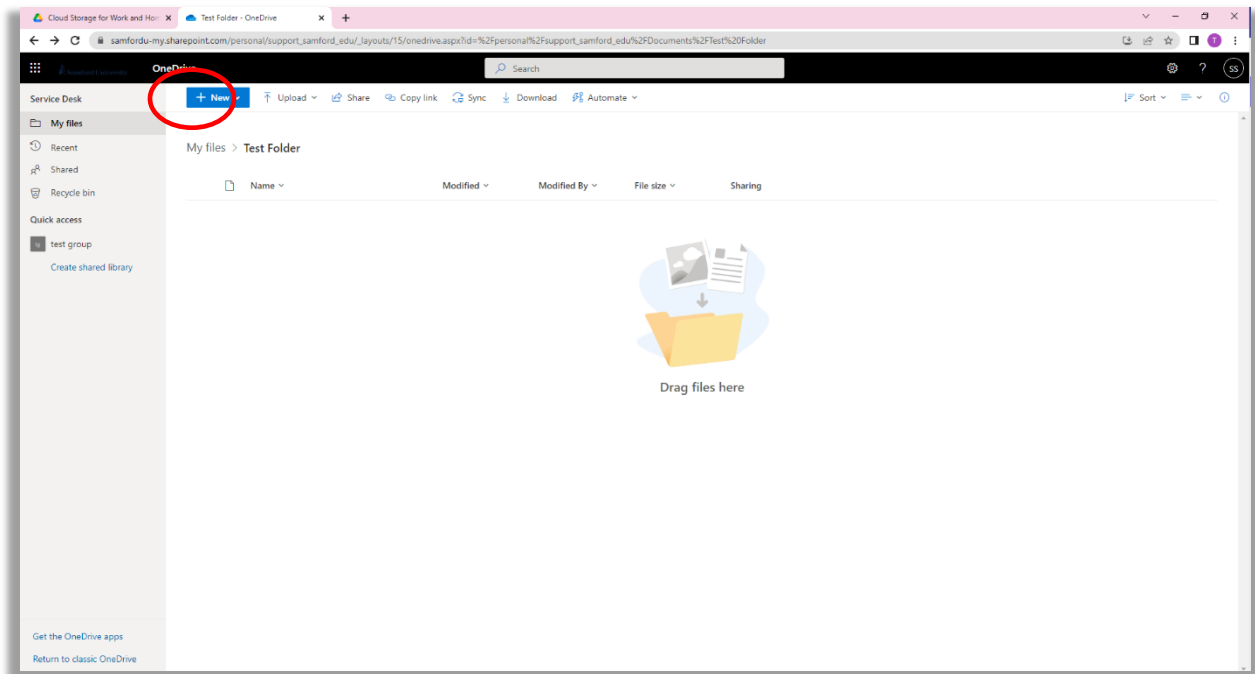 Cloud Storage for Work and Hom
Test Folder - OneDrive
samfordu-my.sharepoint.com/personal/support_samford_edu/_layouts/15/onedrive.aspx?id=%2Fpersonal%2Fsupport_samford_edu%2FDocuments%2FTest%20Folder
T
Samford University
OneDrive
Search
? SS
Service Desk
+ New Upload Share Copy link Sync Download Automate
Sort
My files
Recent
Shared
Recycle bin
Quick access
test group
Create shared library
My files > Test Folder
Name Modified Modified By File size Sharing
Drag files here
Get the OneDrive apps
Return to classic OneDrive